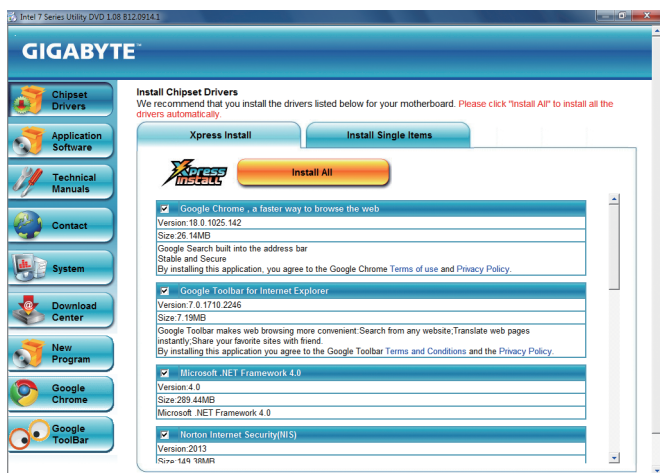 Intel 7 Series Utility DVD 1.08 B12.0914.1
GIGABYTE™
Chipset
Drivers
Application
Software
Technical
Manuals
Contact
System
Download
Center
New
Program
Google
Chrome
Google
ToolBar
Install Chipset Drivers
We recommend that you install the drivers listed below for your motherboard. Please click "Install All" to install all the
drivers automatically.
Xpress Install
Install Single Items
Xpress
INSTALL
Install All
Google Chrome , a faster way to browse the web
Version:18.0.1025.142
Size:26.14MB
Google Search built into the address bar
Stable and Secure
By installing this application, you agree to the Google Chrome Terms of use and Privacy Policy.
Google Toolbar for Internet Explorer
Version:7.0.1710.2246
Size:7.19MB
Google Toolbar makes web browsing more convenient:Search from any website;Translate web pages
instantly;Share your favorite sites with friend.
By installing this application you agree to the Google Toolbar Terms and Conditions and the Privacy Policy.
Microsoft .NET Framework 4.0
Version:4.0
Size:289.44MB
Microsoft .NET Framework 4.0
Norton Internet Security(NIS)
Version:2013
Size:149.38MB